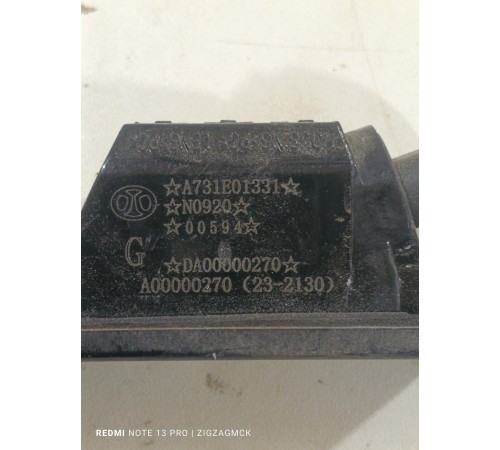 ☆A731E01331☆
☆N0920☆
☆00594☆
G
☆DA00000270☆
A00000270 (23-2130)
REDMI NOTE 13 PRO | ZIGZAGMCK